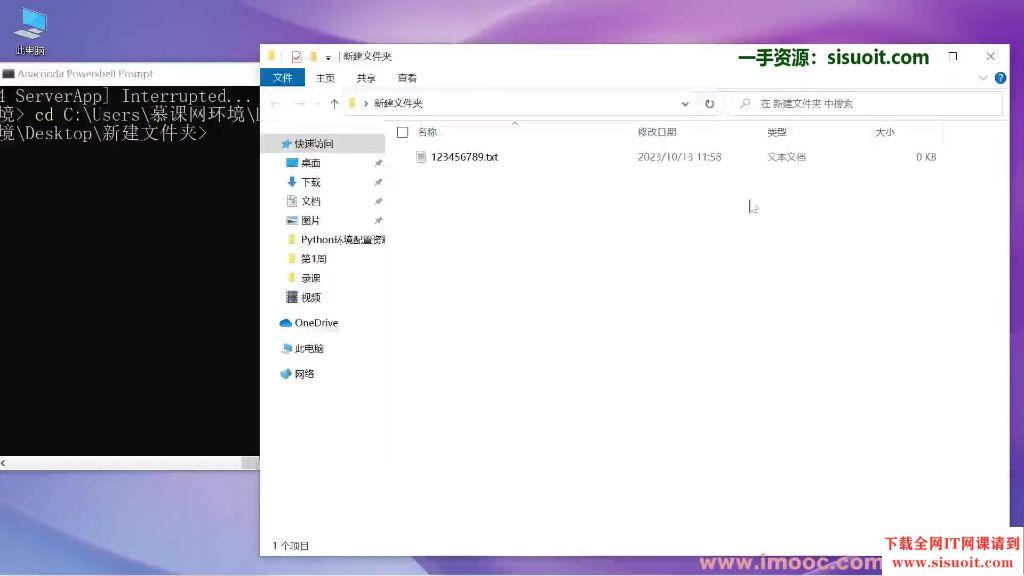 此电脑
新建文件夹
一手资源：sisuoit.com
Anaconda Powershell Prompt
文件 主页 共享 查看
4 ServerApp] Interrupted...
境> cd C:\Users\慕课网环境\
境\Desktop\新建文件夹>
新建文件夹
在 新建文件夹 中搜索
名称 修改日期 类型 大小
123456789.txt 2023/10/13 11:58 文本文档 0 KB
快速访问
桌面
下载
文档
图片
Python环境配置资料
第1周
录课
视频
OneDrive
此电脑
网络
1 个项目
下载全网IT网课请到
www.imooc.com
www.sisuoit.com